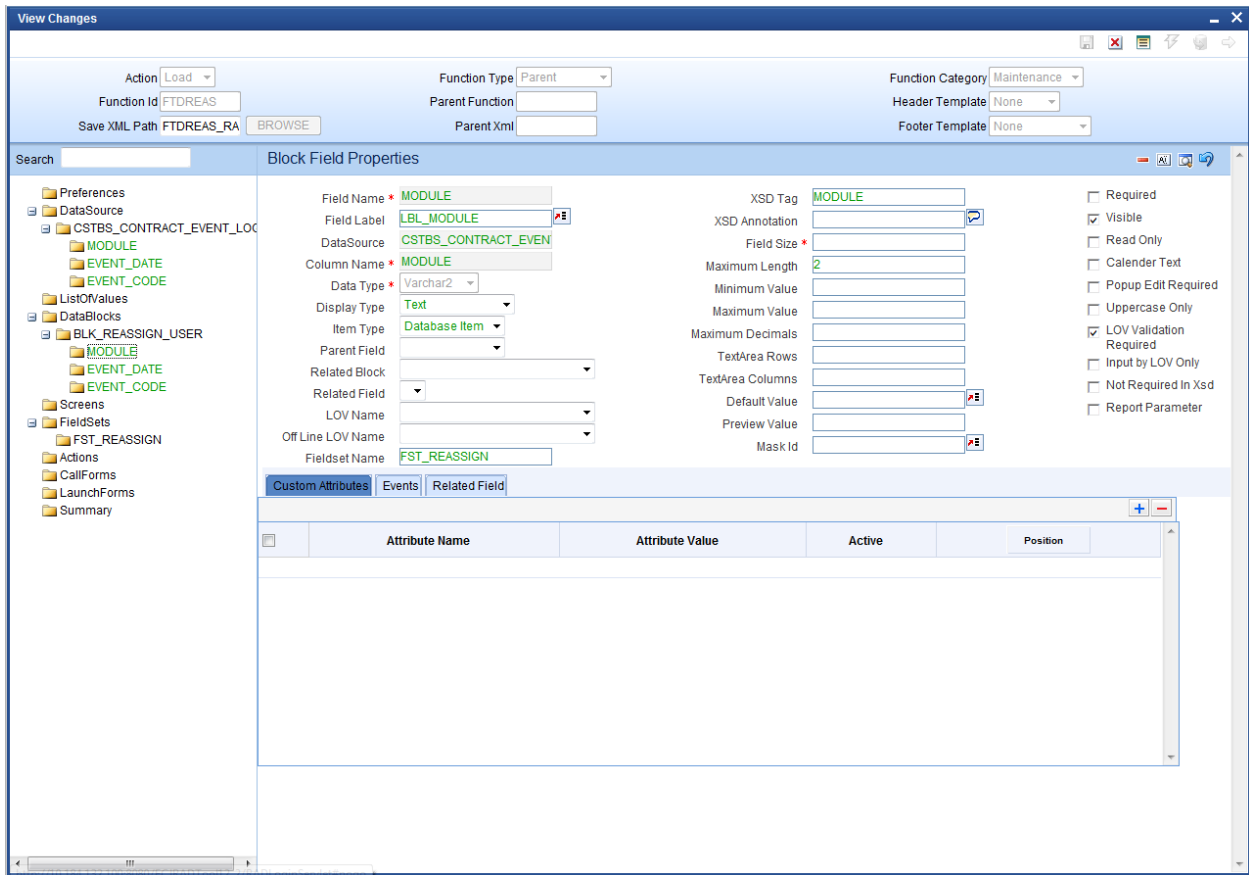 View Changes
Action Load Function Type Parent Function Category Maintenance
Function Id FTDREAS Parent Function Header Template None
Save XML Path FTDREAS_RA BROWSE Parent Xml Footer Template None
Search
Preferences
DataSource
CSTBS_CONTRACT_EVENT_LOG
MODULE
EVENT_DATE
EVENT_CODE
ListOfValues
DataBlocks
BLK_REASSIGN_USER
MODULE
EVENT_DATE
EVENT_CODE
Screens
FieldSets
FST_REASSIGN
Actions
CallForms
LaunchForms
Summary
Block Field Properties
Field Name * MODULE
Field Label LBL_MODULE
DataSource CSTBS_CONTRACT_EVEN
Column Name * MODULE
Data Type * Varchar2
Display Type Text
Item Type Database Item
Parent Field
Related Block
Related Field
LOV Name
Off Line LOV Name
Fieldset Name FST_REASSIGN
XSD Tag MODULE
XSD Annotation
Field Size *
Maximum Length 2
Minimum Value
Maximum Value
Maximum Decimals
TextArea Rows
TextArea Columns
Default Value
Preview Value
Mask Id
Required
Visible
Read Only
Calender Text
Popup Edit Required
Uppercase Only
LOV Validation
Required
Input by LOV Only
Not Required In Xsd
Report Parameter
Custom Attributes Events Related Field
Attribute Name Attribute Value Active Position